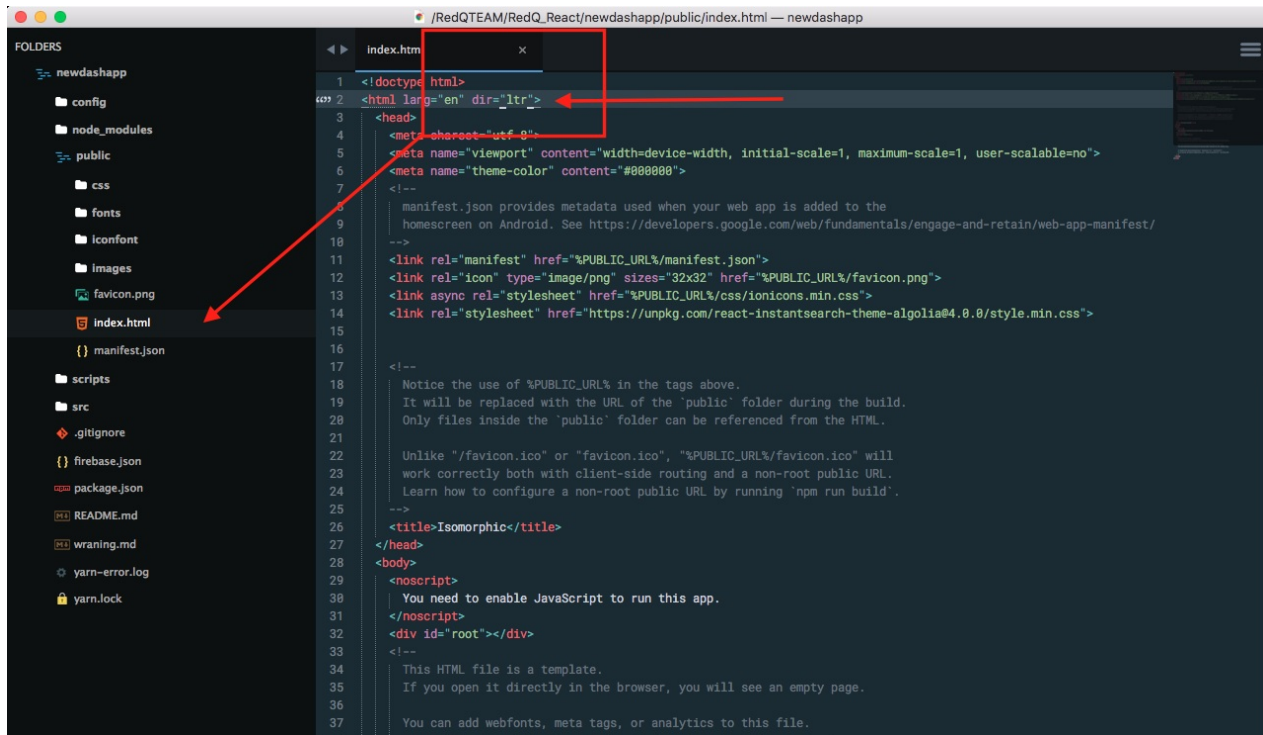 /RedQTEAM/RedQ_React/newdashapp/public/index.html — newdashapp
FOLDERS
newdashapp
config
node_modules
public
css
fonts
iconfont
images
favicon.png
index.html
{} manifest.json
scripts
src
.gitignore
{} firebase.json
package.json
README.md
wraning.md
yarn-error.log
yarn.lock
index.htm ×
1 <!doctype html>
2 <html lang="en" dir="ltr">
3 <head>
4 <meta charset="utf-8">
5 <meta name="viewport" content="width=device-width, initial-scale=1, maximum-scale=1, user-scalable=no">
6 <meta name="theme-color" content="#000000">
7 <!--
8 manifest.json provides metadata used when your web app is added to the
9 homescreen on Android. See https://developers.google.com/web/fundamentals/engage-and-retain/web-app-manifest/
10 -->
11 <link rel="manifest" href="%PUBLIC_URL%/manifest.json">
12 <link rel="icon" type="image/png" sizes="32x32" href="%PUBLIC_URL%/favicon.png">
13 <link async rel="stylesheet" href="%PUBLIC_URL%/css/ionicons.min.css">
14 <link rel="stylesheet" href="https://unpkg.com/react-instantsearch-theme-algolia@4.0.0/style.min.css">
15
16
17 <!--
18 Notice the use of %PUBLIC_URL% in the tags above.
19 It will be replaced with the URL of the `public` folder during the build.
20 Only files inside the `public` folder can be referenced from the HTML.
21
22 Unlike "/favicon.ico" or "favicon.ico", "%PUBLIC_URL%/favicon.ico" will
23 work correctly both with client-side routing and a non-root public URL.
24 Learn how to configure a non-root public URL by running `npm run build`.
25 -->
26 <title>Isomorphic</title>
27 </head>
28 <body>
29 <noscript>
30 You need to enable JavaScript to run this app.
31 </noscript>
32 <div id="root"></div>
33 <!--
34 This HTML file is a template.
35 If you open it directly in the browser, you will see an empty page.
36
37 You can add webfonts, meta tags, or analytics to this file.